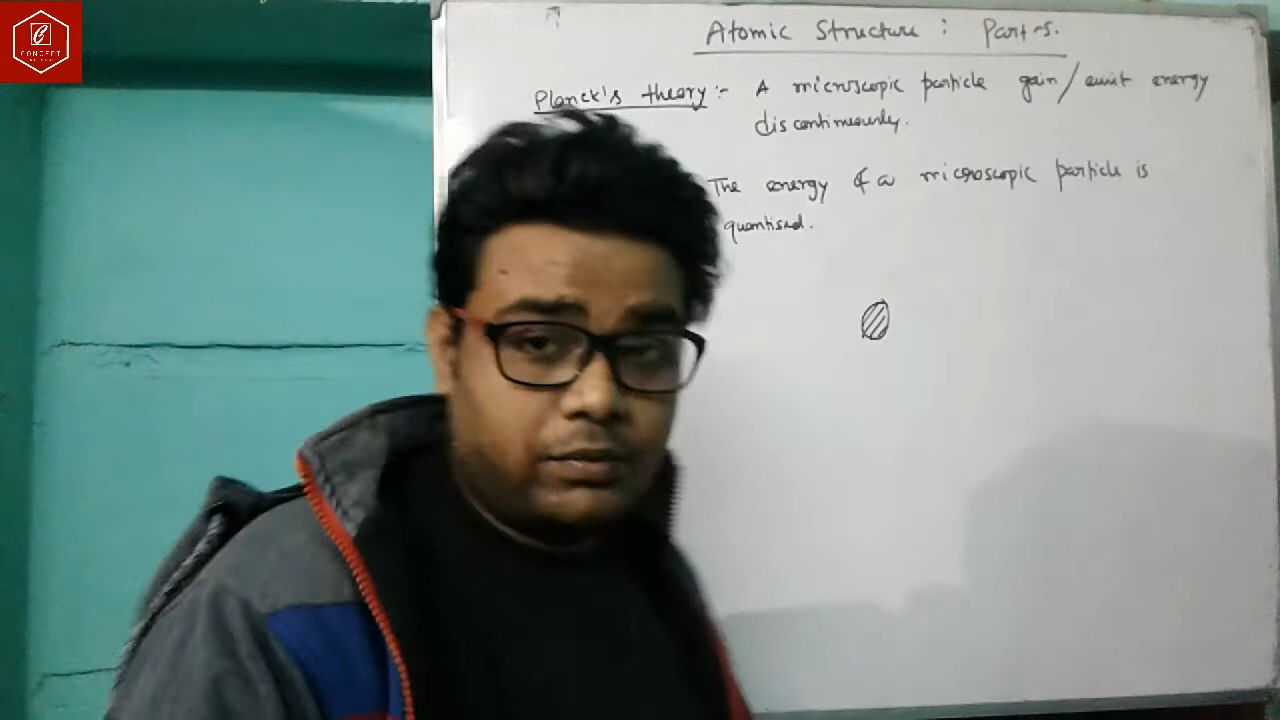 CONCEPT
Atomic Structure : Part-5.
Planck's theory :- A microscopic particle gain/emit energy
discontinuously.
The energy of a microscopic particle is
quantised.